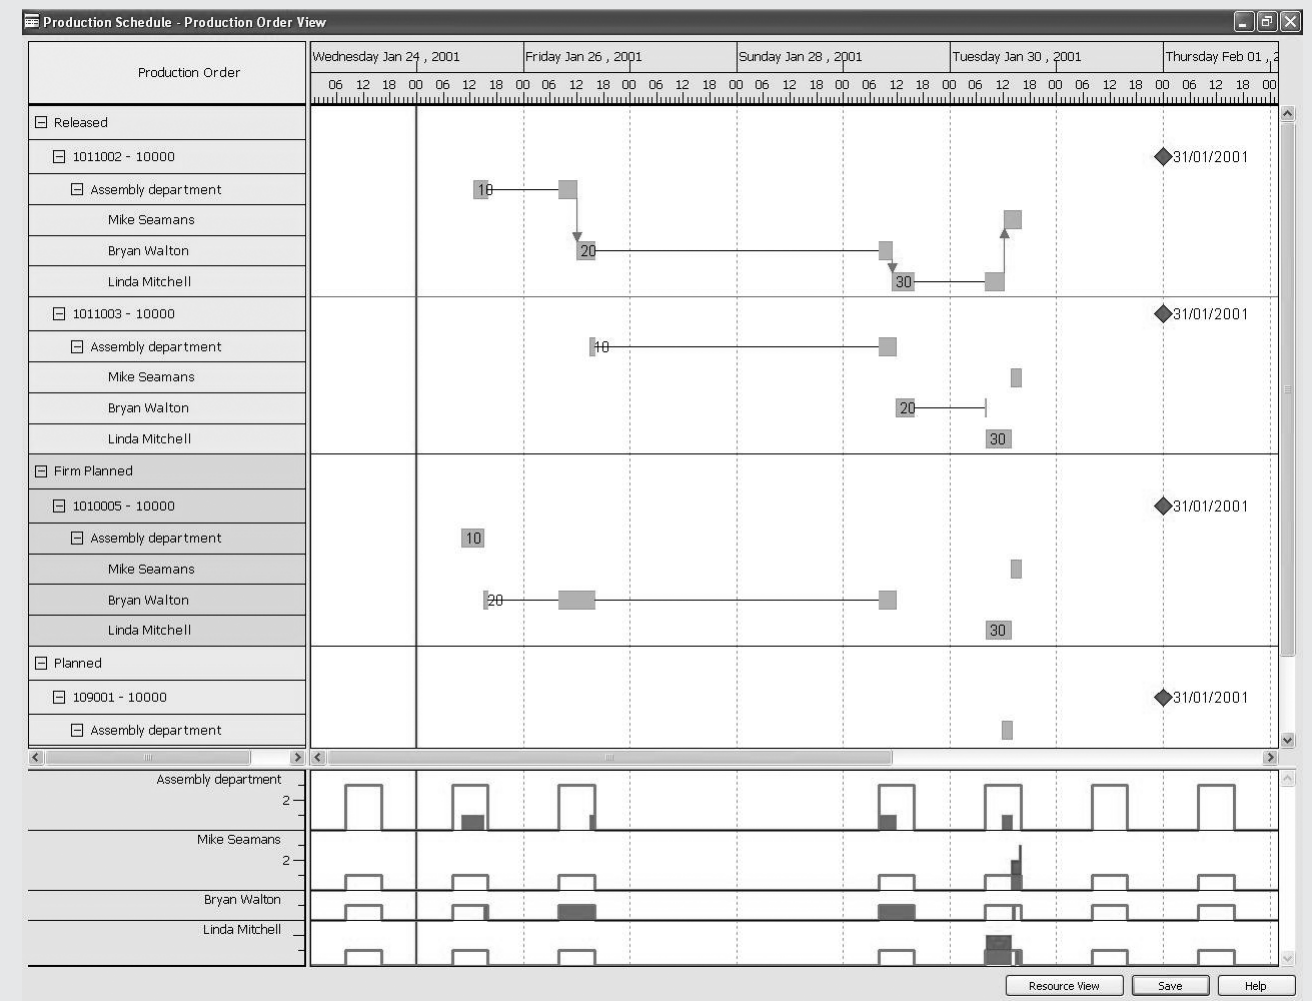 Production Schedule - Production Order View
Production Order
Wednesday Jan 24 , 2001 Friday Jan 26 , 2001 Sunday Jan 28 , 2001 Tuesday Jan 30 , 2001 Thursday Feb 01 , 2
06 12 18 00 06 12 18 00 06 12 18 00 06 12 18 00 06 12 18 00 06 12 18 00 06 12 18 00 06 12 18 00 06 12 18 00
Released
1011002 - 10000 31/01/2001
Assembly department 10
Mike Seamans
Bryan Walton 20
Linda Mitchell 30
1011003 - 10000 31/01/2001
Assembly department 10
Mike Seamans
Bryan Walton 20
Linda Mitchell 30
Firm Planned
1010005 - 10000 31/01/2001
Assembly department 10
Mike Seamans
Bryan Walton 20
Linda Mitchell 30
Planned
109001 - 10000 31/01/2001
Assembly department
Assembly department
2
Mike Seamans
2
Bryan Walton
Linda Mitchell
Resource View Save Help